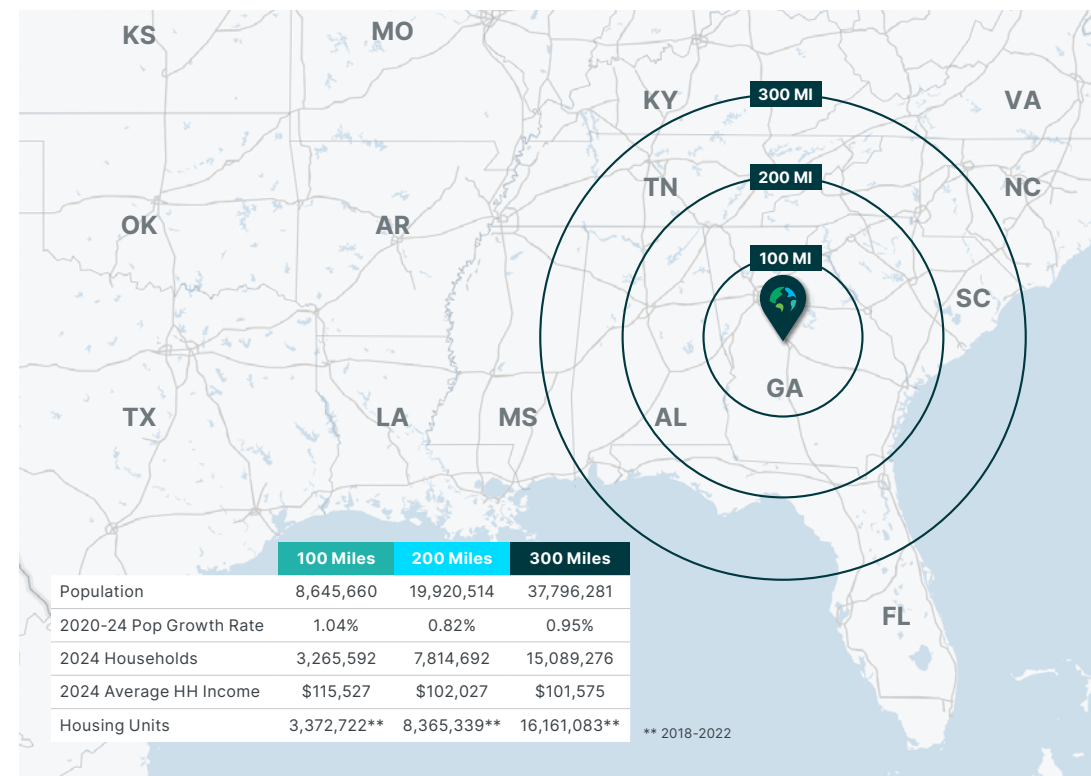 KS
MO
KY
300 MI
VA
TN
200 MI
NC
OK
AR
100 MI
SC
GA
TX
LA
MS
AL
FL
100 Miles 200 Miles 300 Miles
Population 8,645,660 19,920,514 37,796,281
2020-24 Pop Growth Rate 1.04% 0.82% 0.95%
2024 Households 3,265,592 7,814,692 15,089,276
2024 Average HH Income $115,527 $102,027 $101,575
Housing Units 3,372,722** 8,365,339** 16,161,083**
** 2018-2022